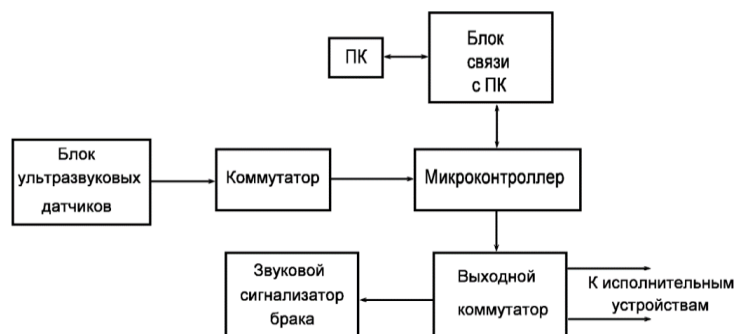 ПК
Блок
связи
с ПК
Блок
ультразвуковых
датчиков
Коммутатор
Микроконтроллер
Звуковой
сигнализатор
брака
Выходной
коммутатор
К исполнительным
устройствам